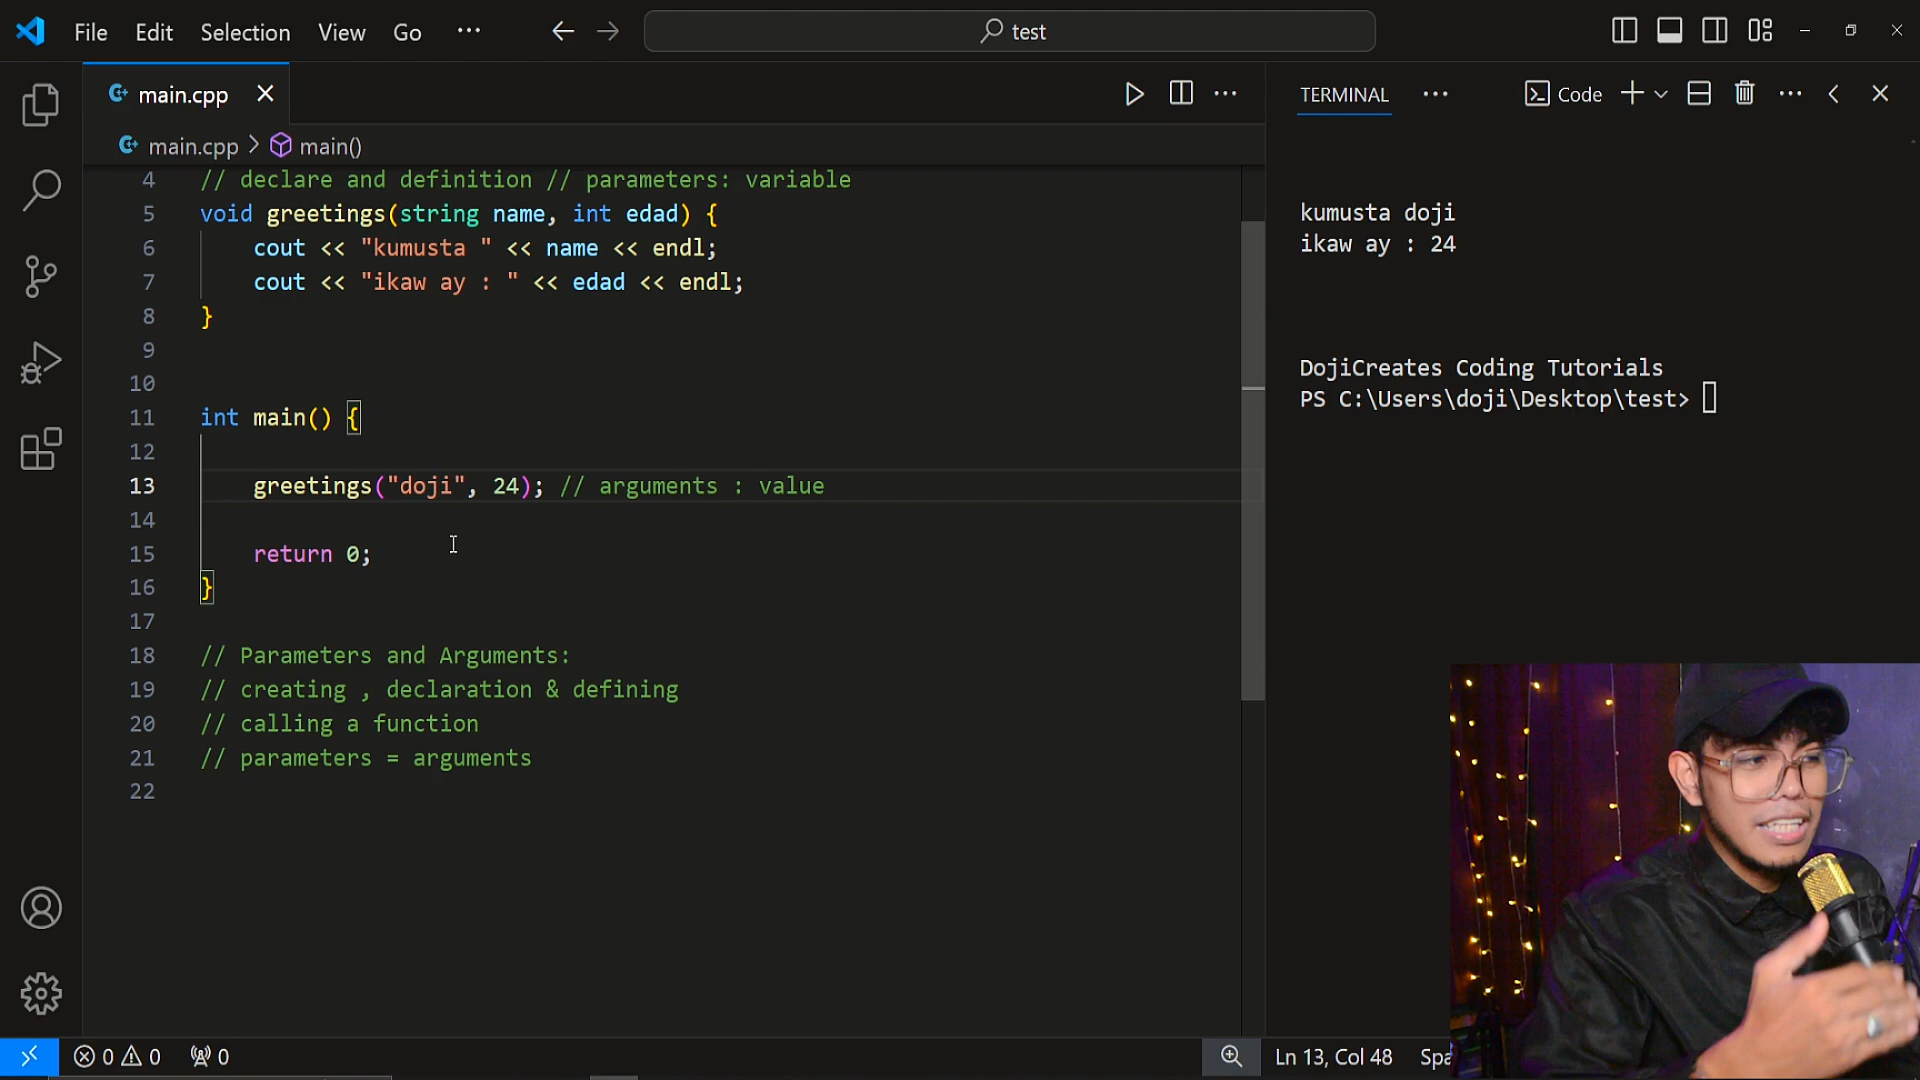 File Edit Selection View Go ··· test
main.cpp
TERMINAL ··· Code
main.cpp > main()
4 // declare and definition // parameters: variable
5 void greetings(string name, int edad) {
6 cout << "kumusta " << name << endl;
7 cout << "ikaw ay : " << edad << endl;
8 }
9
10
11 int main() {
12
13 greetings("doji", 24); // arguments : value
14
15 return 0;
16 }
17
18 // Parameters and Arguments:
19 // creating , declaration & defining
20 // calling a function
21 // parameters = arguments
22
kumusta doji
ikaw ay : 24
DojiCreates Coding Tutorials
PS C:\Users\doji\Desktop\test>
0 0 0
Ln 13, Col 48 Spa